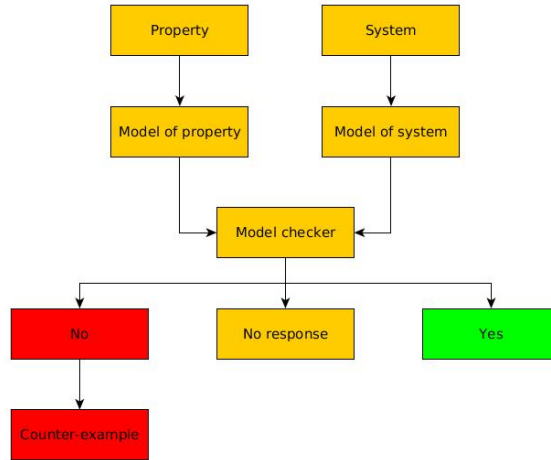 Property
System
Model of property
Model of system
Model checker
No
No response
Yes
Counter-example